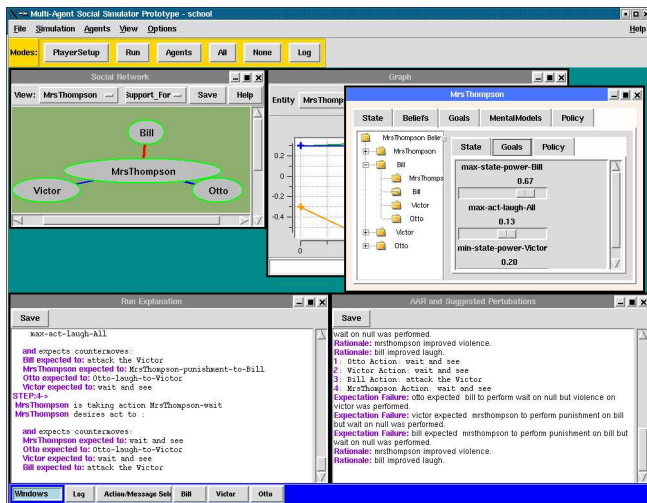 Multi-Agent Social Simulator Prototype - school
File Simulation Agents View Options Help
Modes: PlayerSetup Run Agents All None Log
Social Network
View: MrsThompson Support_For Save Help
Bill
MrsThompson
Victor Otto
Graph
Entity MrsThomp
0.2
0
-0.2
-0.4
0
MrsThompson
State Beliefs Goals MentalModels Policy
MrsThompson Belie
MrsThompson
Bill
MrsThomps
Bill
Victor
Otto
Victor
Otto
State Goals Policy
max-state-power-Bill
0.67
max-act-laugh-All
0.13
min-state-power-Victor
0.20
Run Explanation
Save
max-act-laugh-All
and expects countermoves:
Bill expected to: attack the Victor
MrsThompson expected to: MrsThompson-punishment-to-Bill
Otto expected to: Otto-laugh-to-Victor
Victor expected to: wait and see
STEP:4->
MrsThompson is taking action MrsThompson-wait
MrsThompson desires act to :
and expects countermoves:
MrsThompson expected to: wait and see
Otto expected to: Otto-laugh-to-Victor
Victor expected to: wait and see
Bill expected to: attack the Victor
AAR and Suggested Pertubations
Save
wait on null was performed.
Rationale: mrsthompson improved violence.
Rationale: bill improved laugh.
1: Otto Action: wait and see
2: Victor Action: wait and see
3: Bill Action: attack the Victor
4: MrsThompson Action: wait and see
Expectation Failure: otto expected bill to perform wait on null but violence on
victor was performed.
Expectation Failure: victor expected mrsthompson to perform punishment on bill
but wait on null was performed.
Expectation Failure: bill expected mrsthompson to perform punishment on bill but
wait on null was performed.
Rationale: mrsthompson improved violence.
Rationale: bill improved laugh.
Windows Log Action/Message Sele Bill Victor Otto